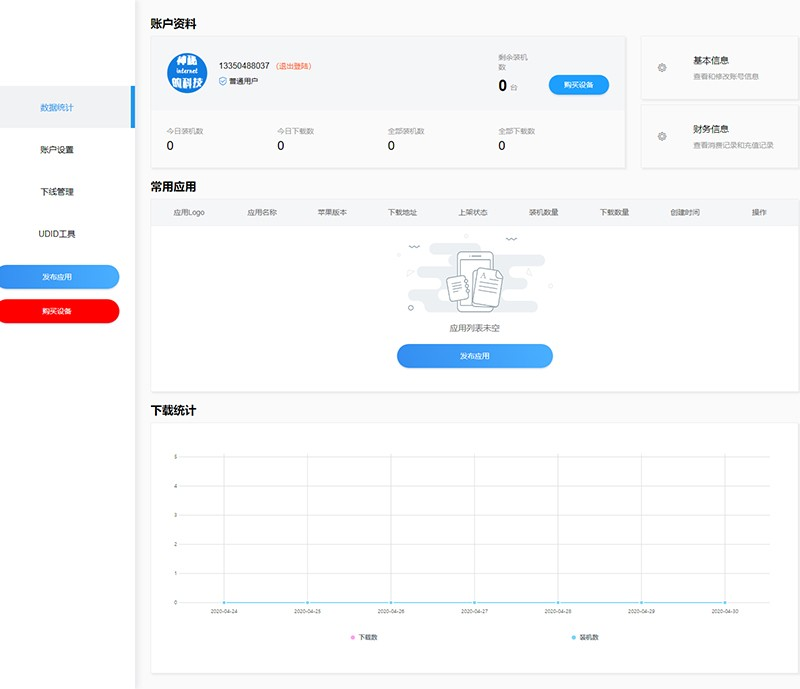 数据统计
账户设置
下线管理
UDID工具
发布应用
购买设备
账户资料
神秘
internet
的科技
13350488037 (退出登陆)
普通用户
剩余装机
数
0 台
购买设备
今日装机数 今日下载数 全部装机数 全部下载数
0 0 0 0
基本信息
查看和修改账号信息
财务信息
查看消费记录和充值记录
常用应用
应用Logo 应用名称 苹果版本 下载地址 上架状态 装机数量 下载数量 创建时间 操作
A
应用列表未空
发布应用
下载统计
5
4
3
2
1
0
2020-04-24 2020-04-25 2020-04-26 2020-04-27 2020-04-28 2020-04-29 2020-04-30
下载数 装机数